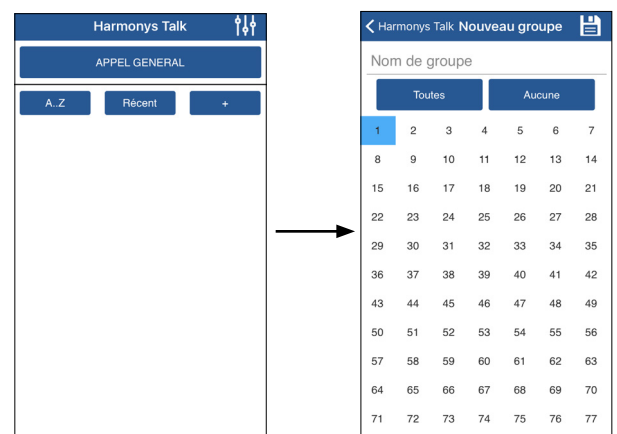 Harmonys Talk
APPEL GENERAL
A..Z Récent +
Harmonys Talk Nouveau groupe
Nom de groupe
Toutes Aucune
1 2 3 4 5 6 7
8 9 10 11 12 13 14
15 16 17 18 19 20 21
22 23 24 25 26 27 28
29 30 31 32 33 34 35
36 37 38 39 40 41 42
43 44 45 46 47 48 49
50 51 52 53 54 55 56
57 58 59 60 61 62 63
64 65 66 67 68 69 70
71 72 73 74 75 76 77